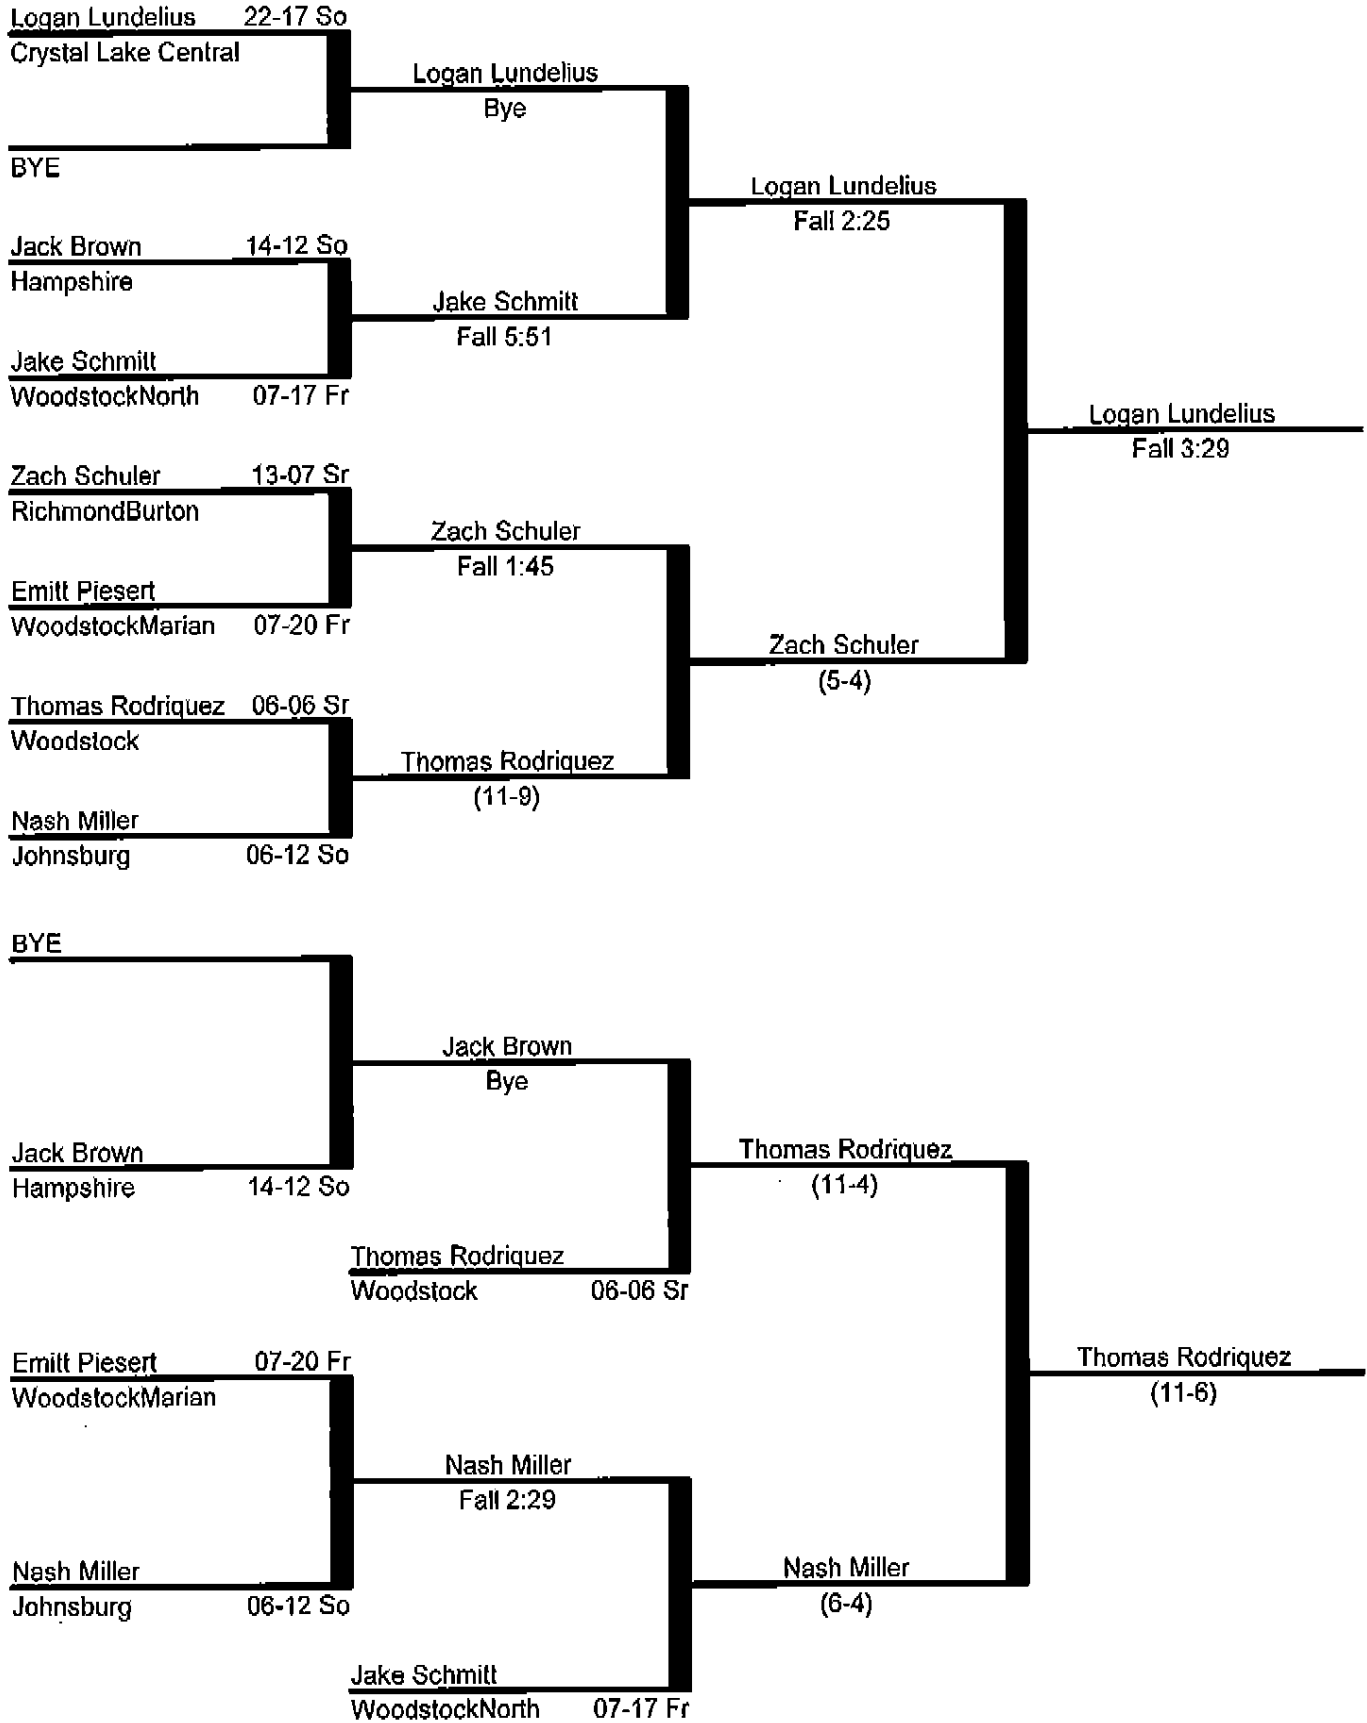 Logan Lundelius 22-17 So
Crystal Lake Central
Logan Lundelius
Bye
BYE
Logan Lundelius
Fall 2:25
Jack Brown 14-12 So
Hampshire
Jake Schmitt
Fall 5:51
Jake Schmitt
WoodstockNorth 07-17 Fr
Logan Lundelius
Fall 3:29
Zach Schuler 13-07 Sr
RichmondBurton
Zach Schuler
Fall 1:45
Emitt Piesert
WoodstockMarian 07-20 Fr
Zach Schuler
(5-4)
Thomas Rodriquez 06-06 Sr
Woodstock
Thomas Rodriquez
(11-9)
Nash Miller
Johnsburg 06-12 So
BYE
Jack Brown
Bye
Jack Brown
Hampshire 14-12 So
Thomas Rodriquez
(11-4)
Thomas Rodriquez
Woodstock 06-06 Sr
Emitt Piesert 07-20 Fr
WoodstockMarian
Thomas Rodriquez
(11-6)
Nash Miller
Fall 2:29
Nash Miller
Johnsburg 06-12 So
Nash Miller
(6-4)
Jake Schmitt
WoodstockNorth 07-17 Fr